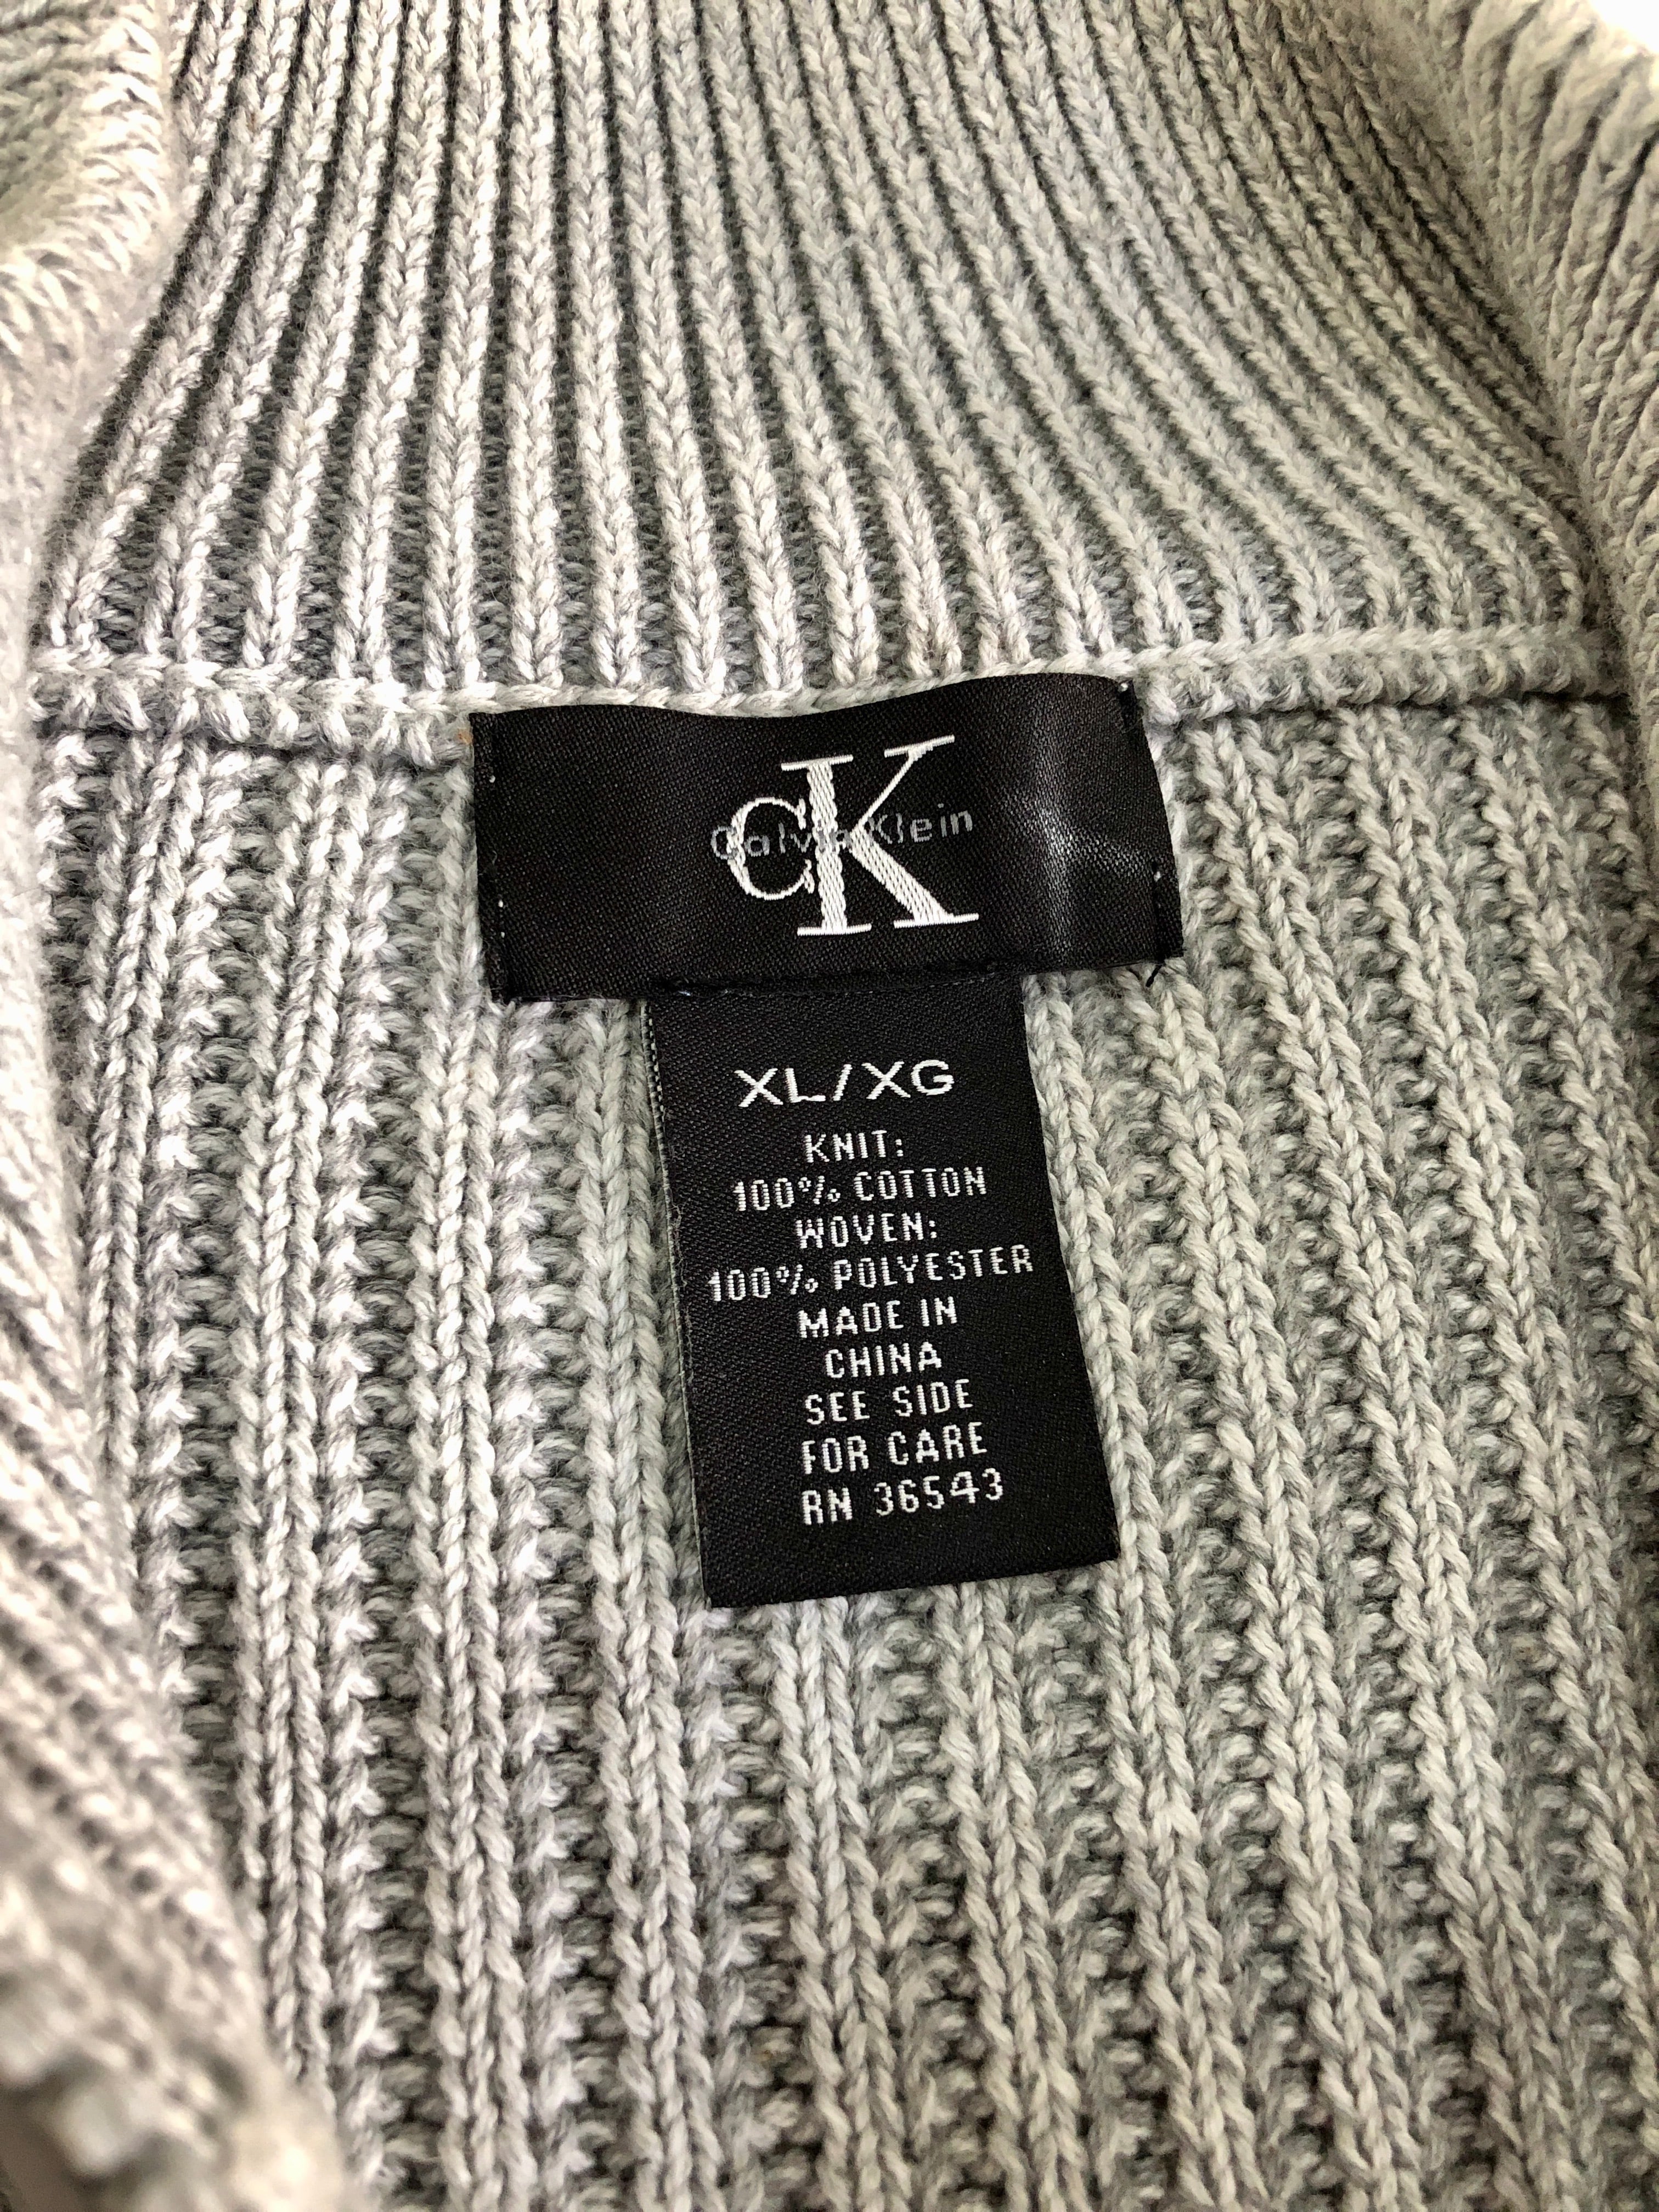 cK
Calvin Klein
XL/XG
KNIT:
100% COTTON
WOVEN:
100% POLYESTER
MADE IN
CHINA
SEE SIDE
FOR CARE
RN 36543